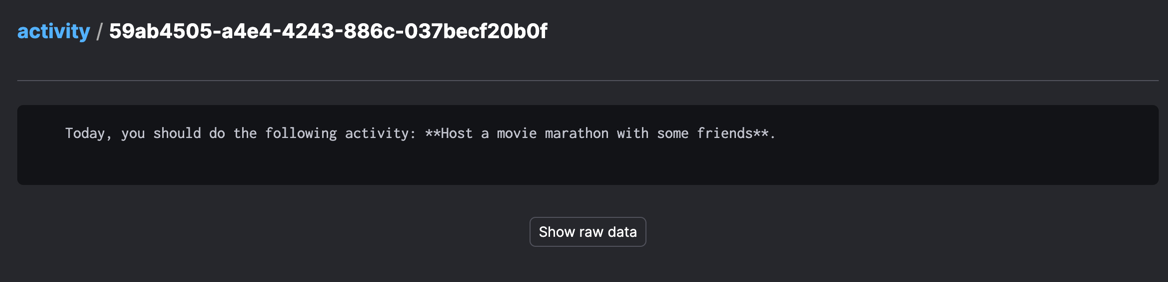 activity / 59ab4505-a4e4-4243-886c-037becf20b0f
Today, you should do the following activity: **Host a movie marathon with some friends**.
Show raw data